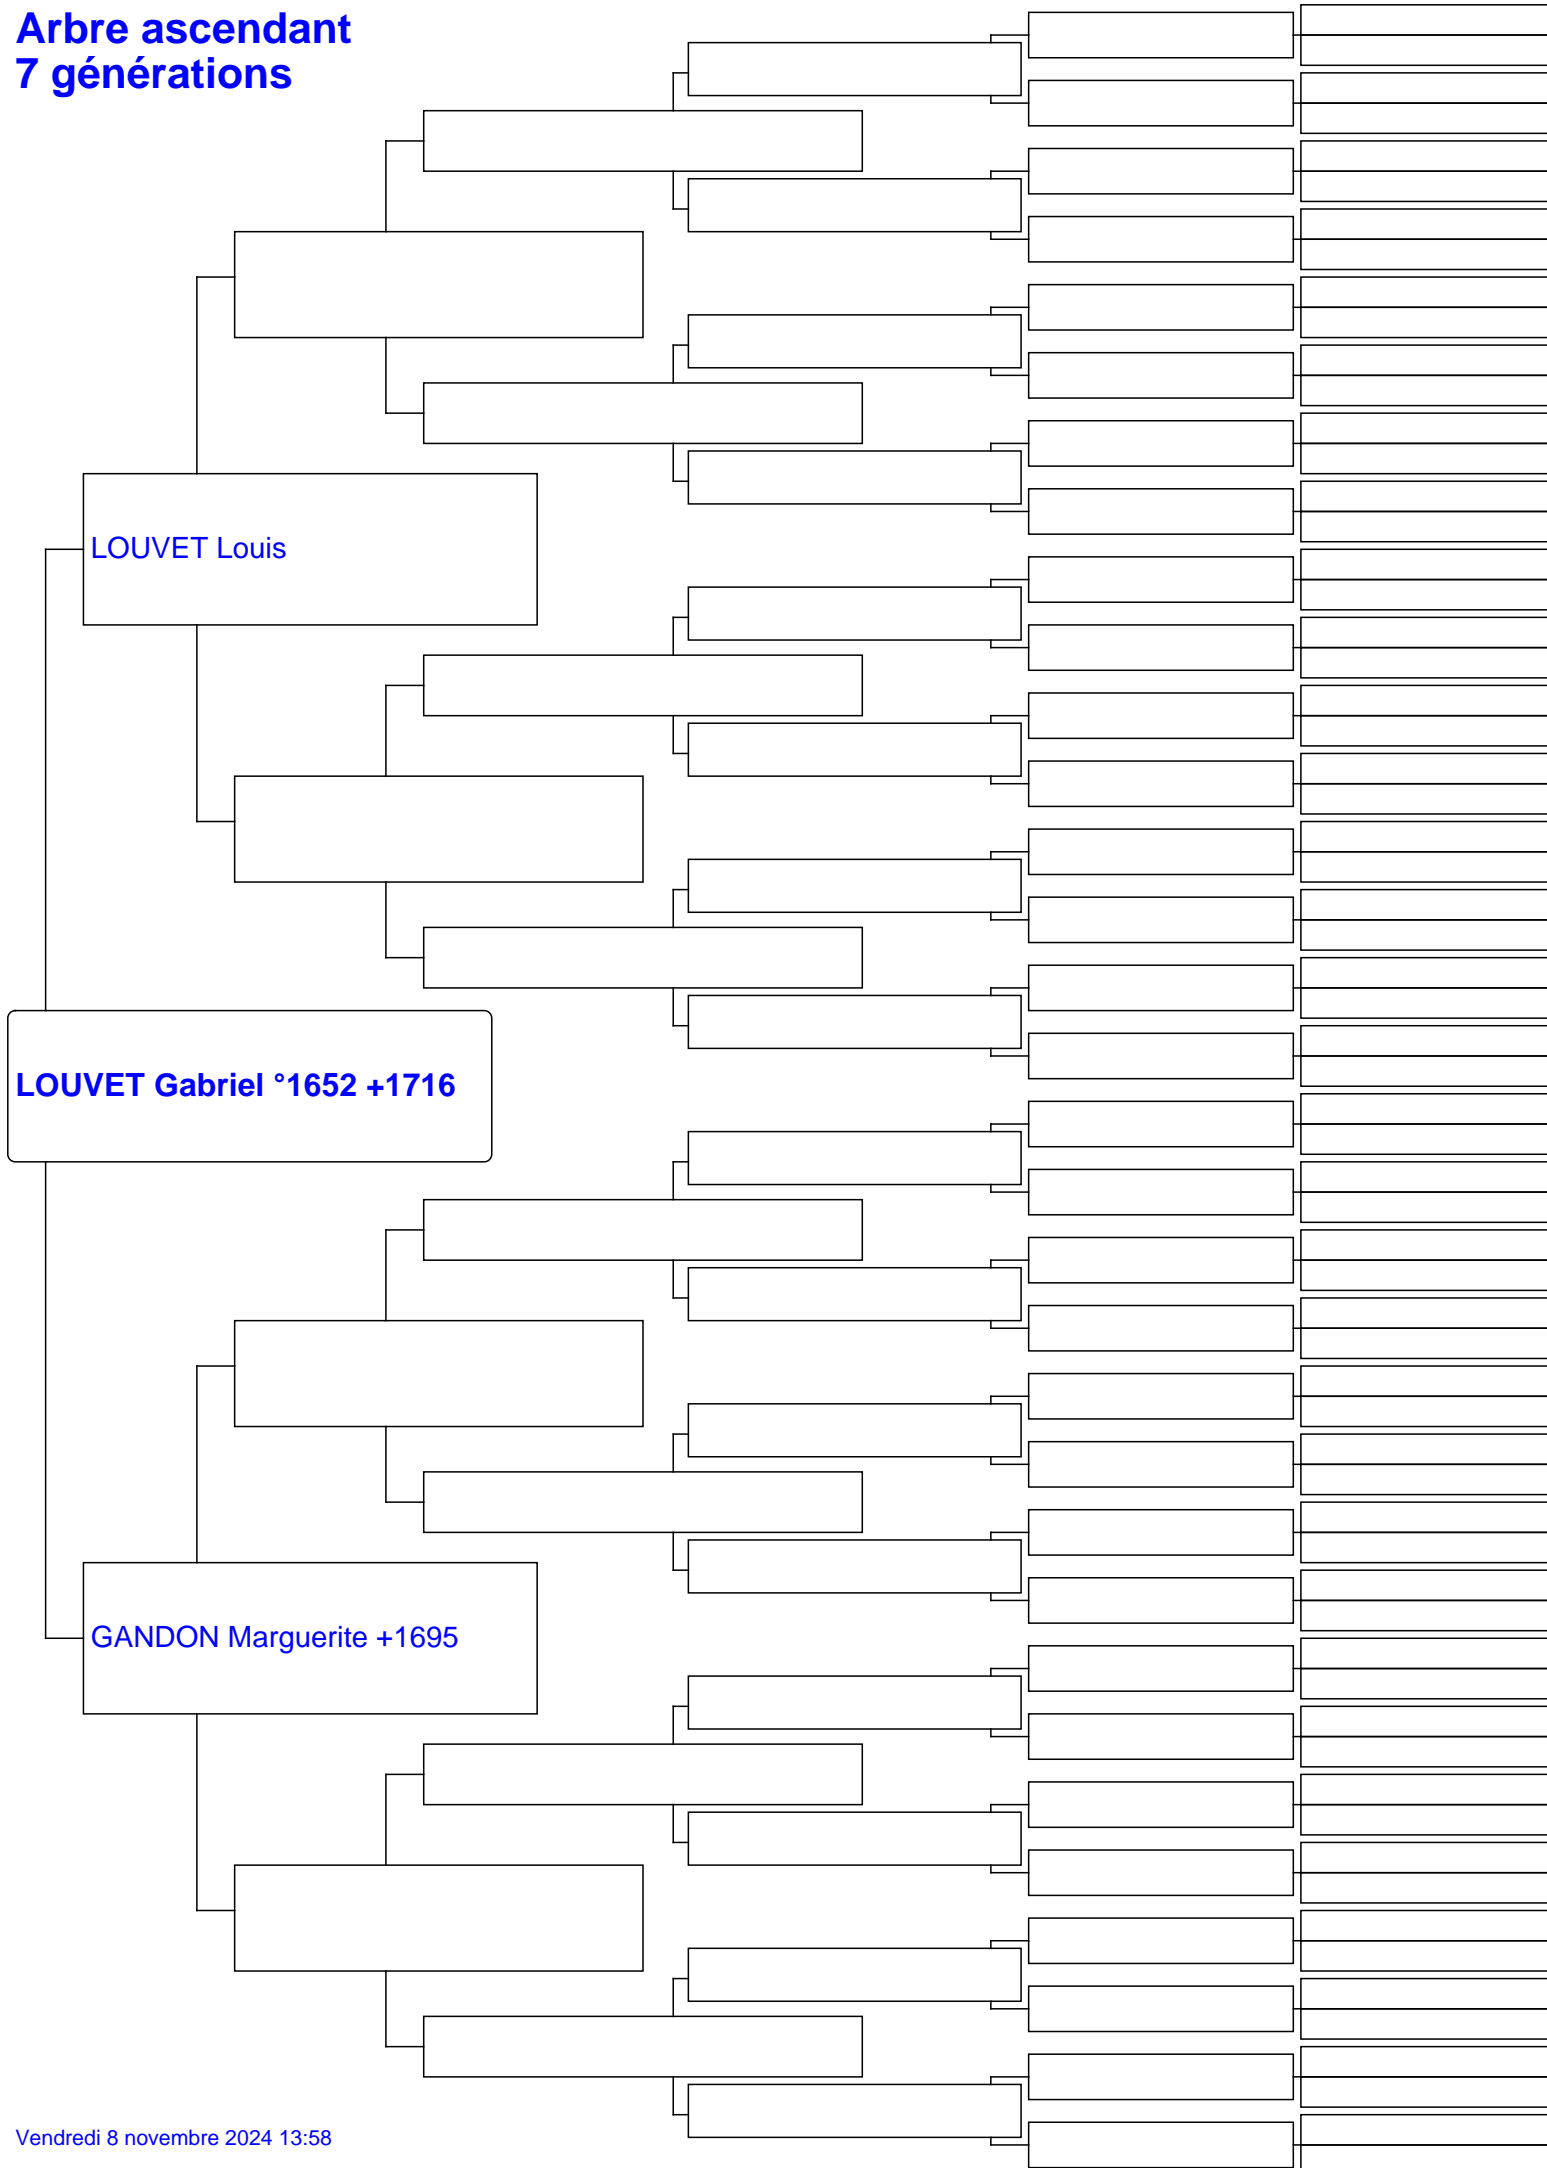 Arbre ascendant
7 générations
LOUVET Louis
LOUVET Gabriel °1652 +1716
GANDON Marguerite +1695
Vendredi 8 novembre 2024 13:58